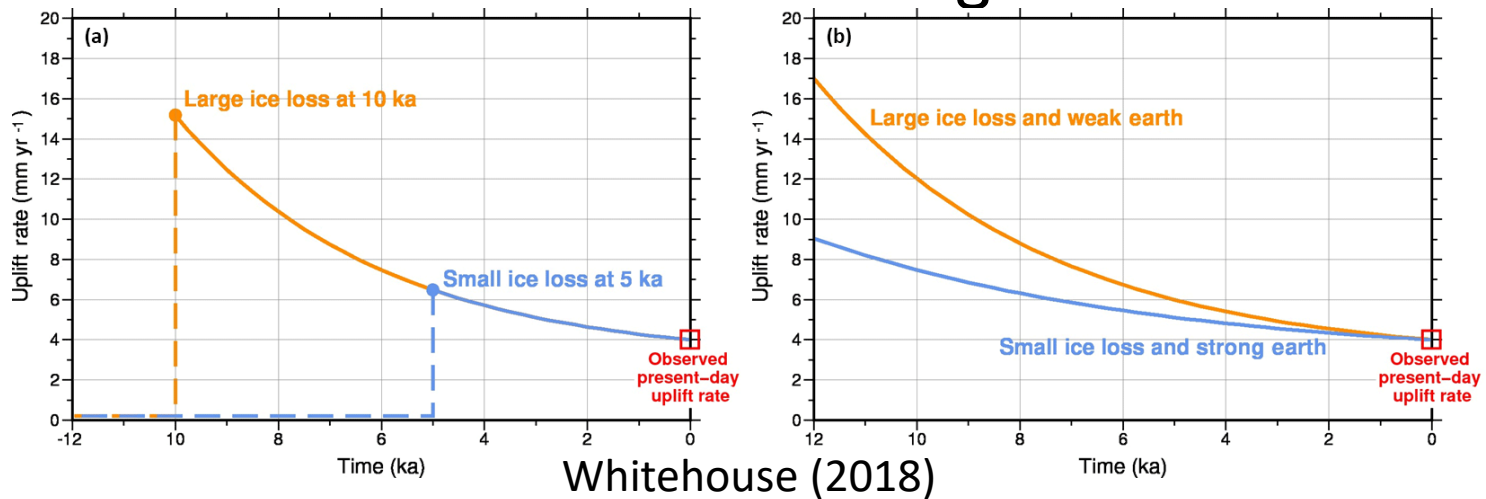 (a)
Large ice loss at 10 ka
Small ice loss at 5 ka
Observed
present–day
uplift rate
Uplift rate (mm yr -1)
20
18
16
14
12
10
8
6
4
2
0
-12
10
8
6
4
2
0
Time (ka)
(b)
Large ice loss and weak earth
Small ice loss and strong earth
Observed
present–day
uplift rate
Uplift rate (mm yr -1)
20
18
16
14
12
10
8
6
4
2
0
12
10
8
6
4
2
0
Time (ka)
Whitehouse (2018)